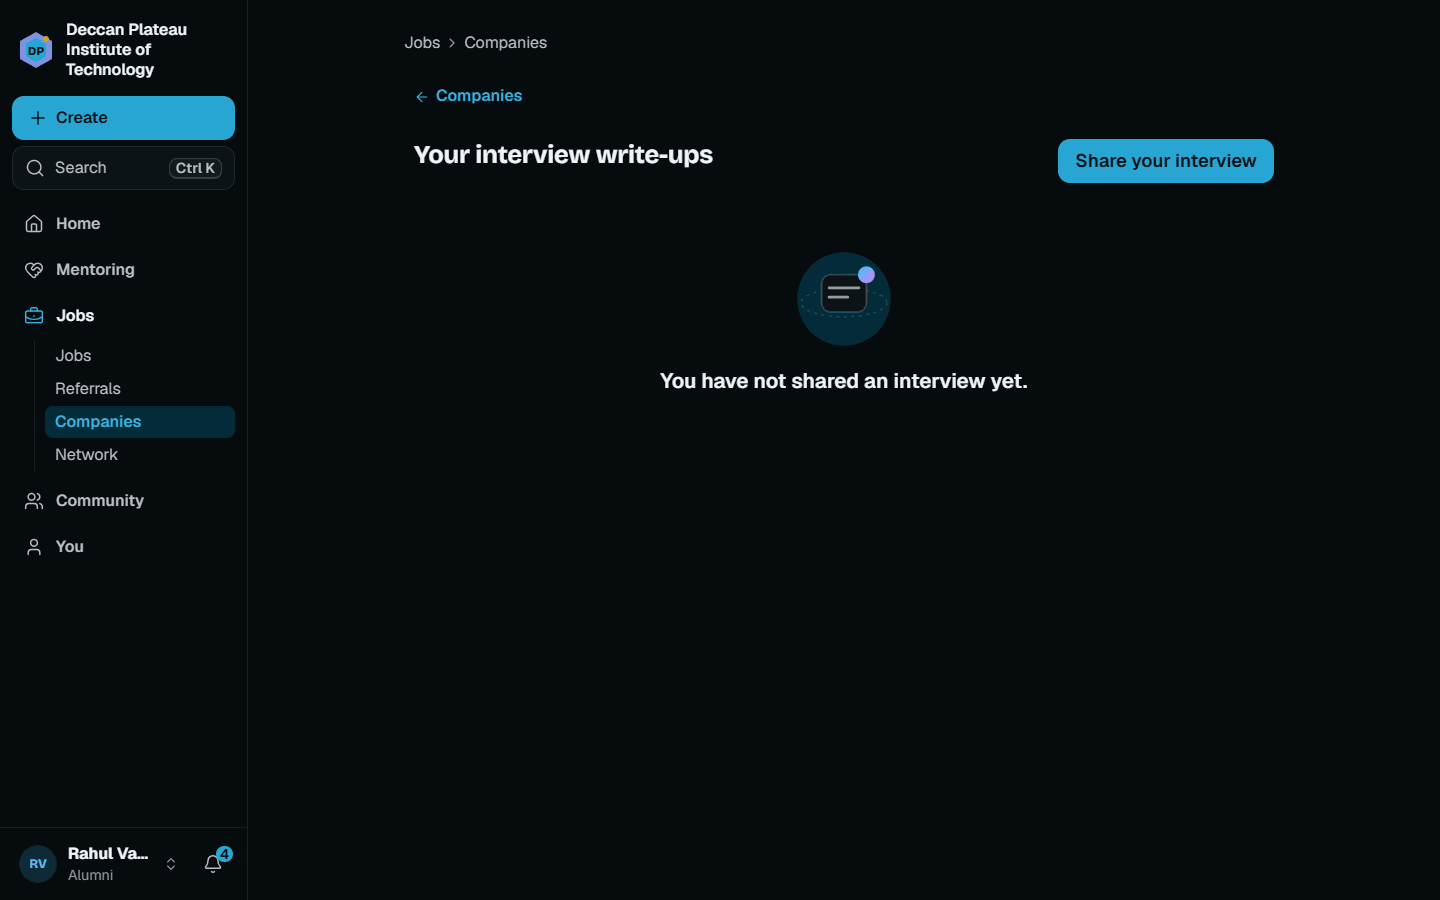 DP
Deccan Plateau
Institute of
Technology
Create
Search
Ctrl K
Home
Mentoring
Jobs
Jobs
Referrals
Companies
Network
Community
You
RV
Rahul Va...
Alumni
4
Jobs > Companies
← Companies
Your interview write-ups
Share your interview
You have not shared an interview yet.